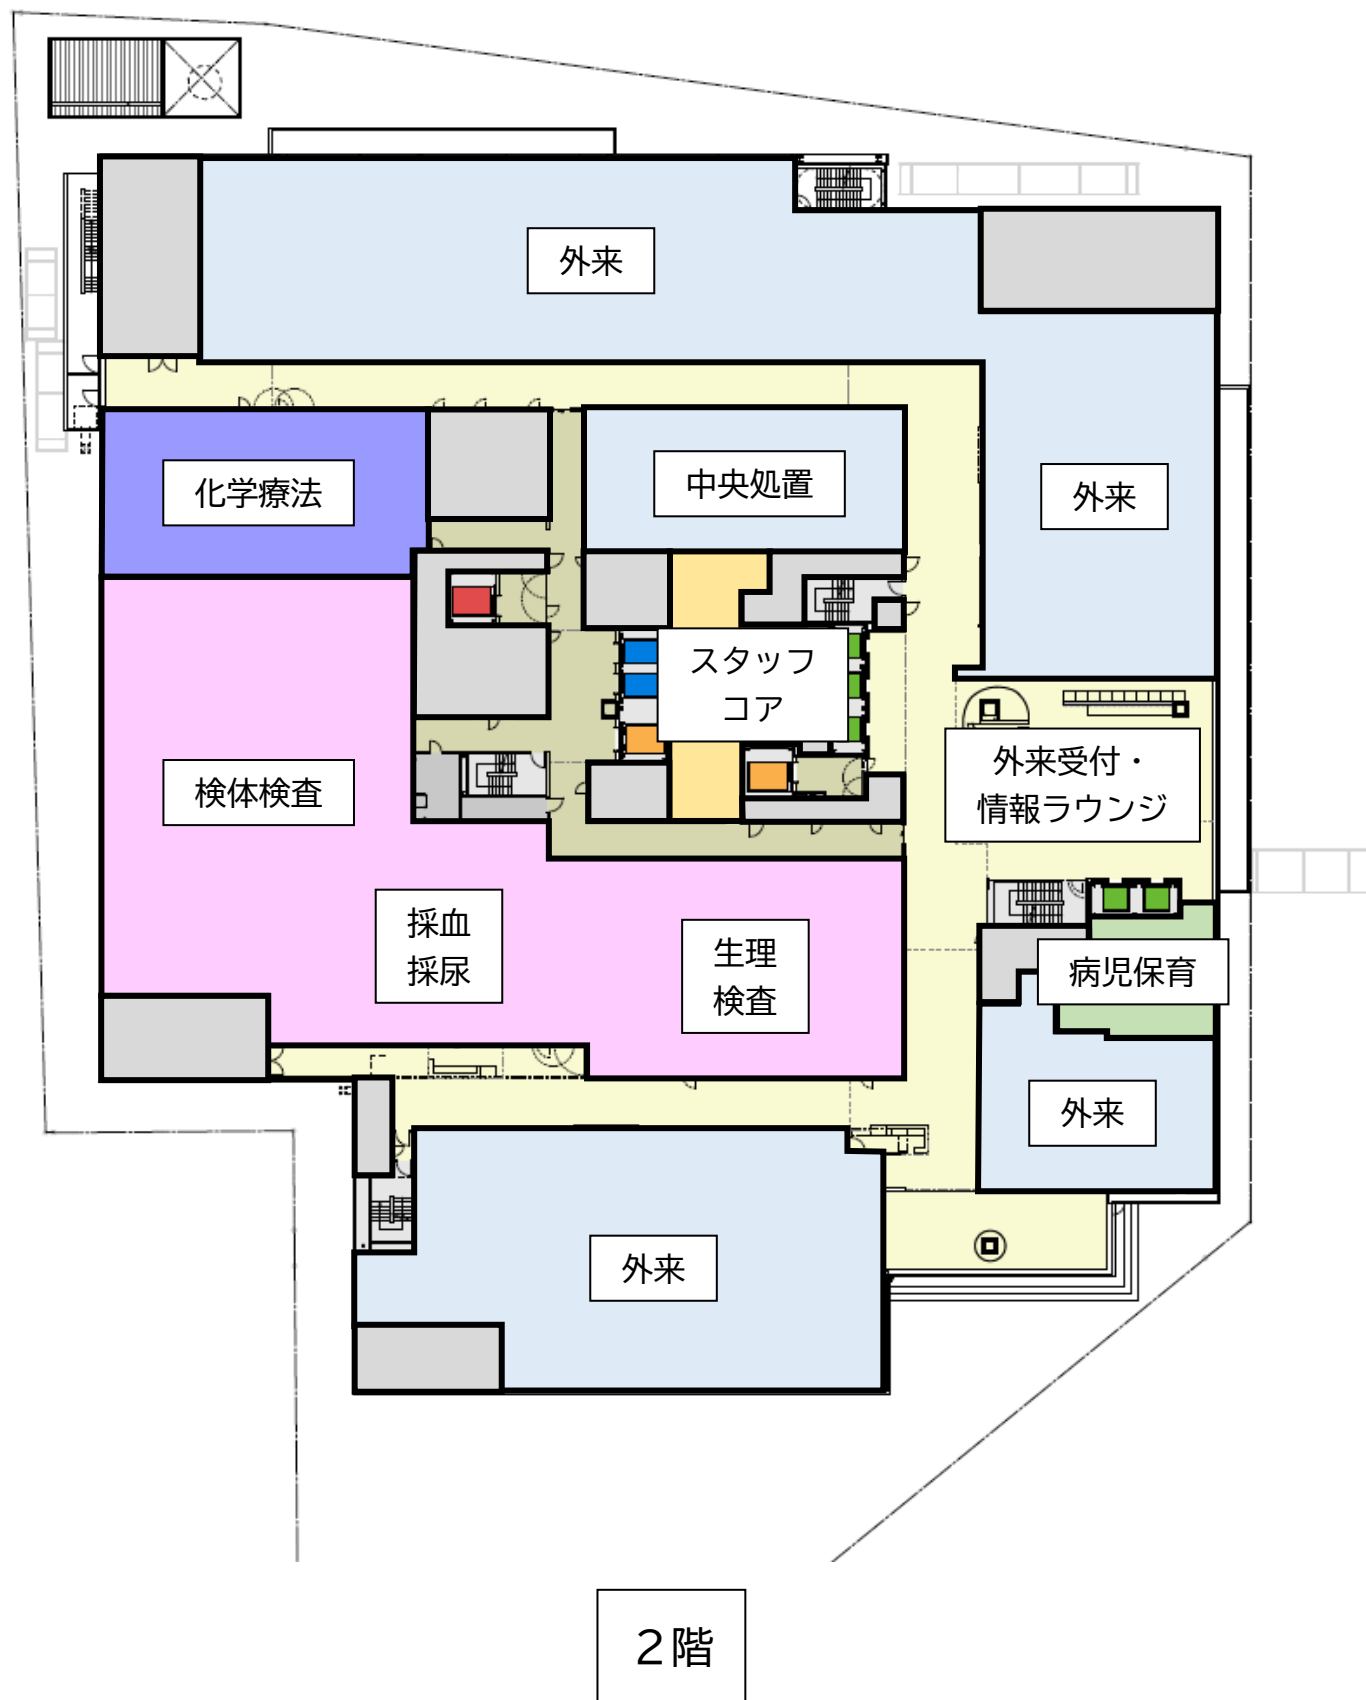 外来
化学療法
中央処置
外来
スタッフ
コア
検体検査
外来受付・
情報ラウンジ
採血
採尿
生理
検査
病児保育
外来
外来
２階